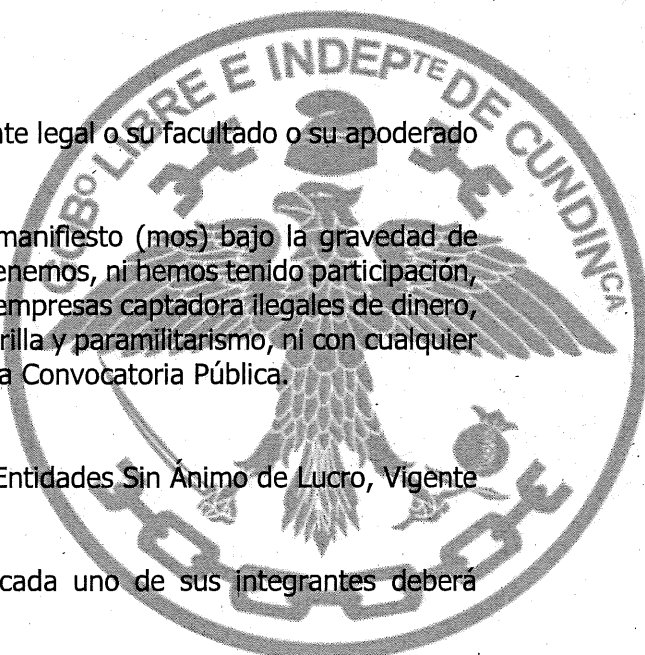 GOBº LIBRE E INDEPTE DE CUNDINCA
nte legal o su facultado o su apoderado
manifiesto (mos) bajo la gravedad de
enemos, ni hemos tenido participación,
empresas captadora ilegales de dinero,
rilla y paramilitarismo, ni con cualquier
a Convocatoria Pública.
Entidades Sin Ánimo de Lucro, Vigente
cada uno de sus integrantes deberá